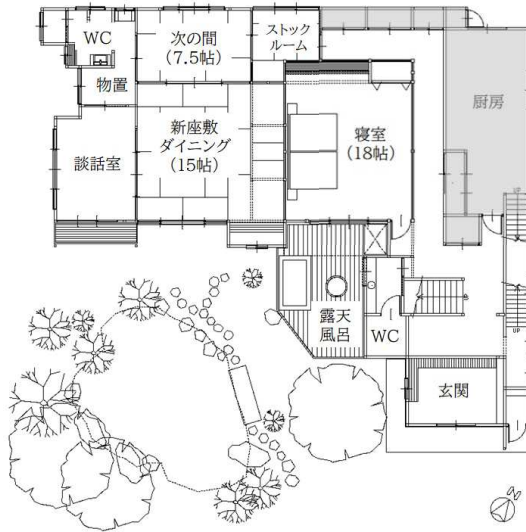 WC
次の間
(7.5帖)
ストック
ルーム
物置
厨房
新座敷
ダイニング
(15帖)
寝室
(18帖)
談話室
露天
風呂
WC
玄関
N